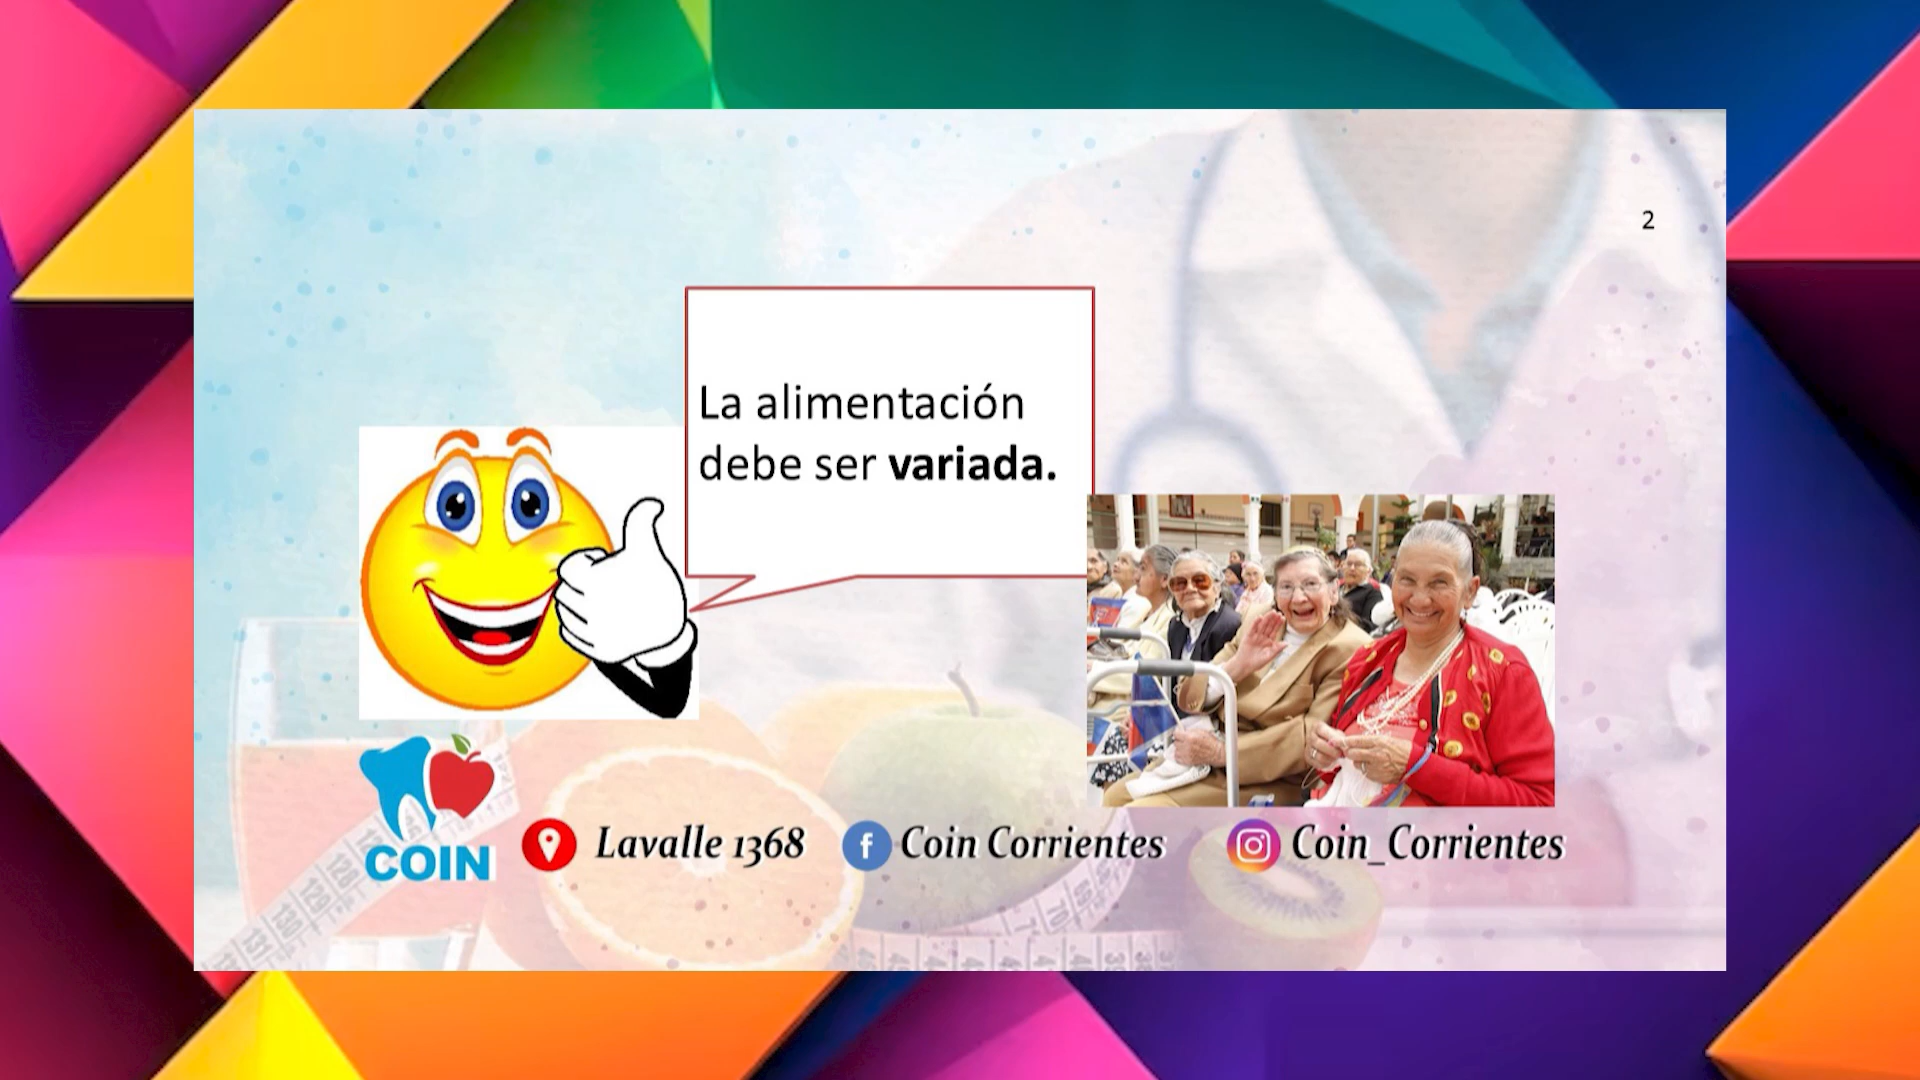 2
La alimentación
debe ser variada.
COIN
Lavalle 1368
Coin Corrientes
Coin_Corrientes